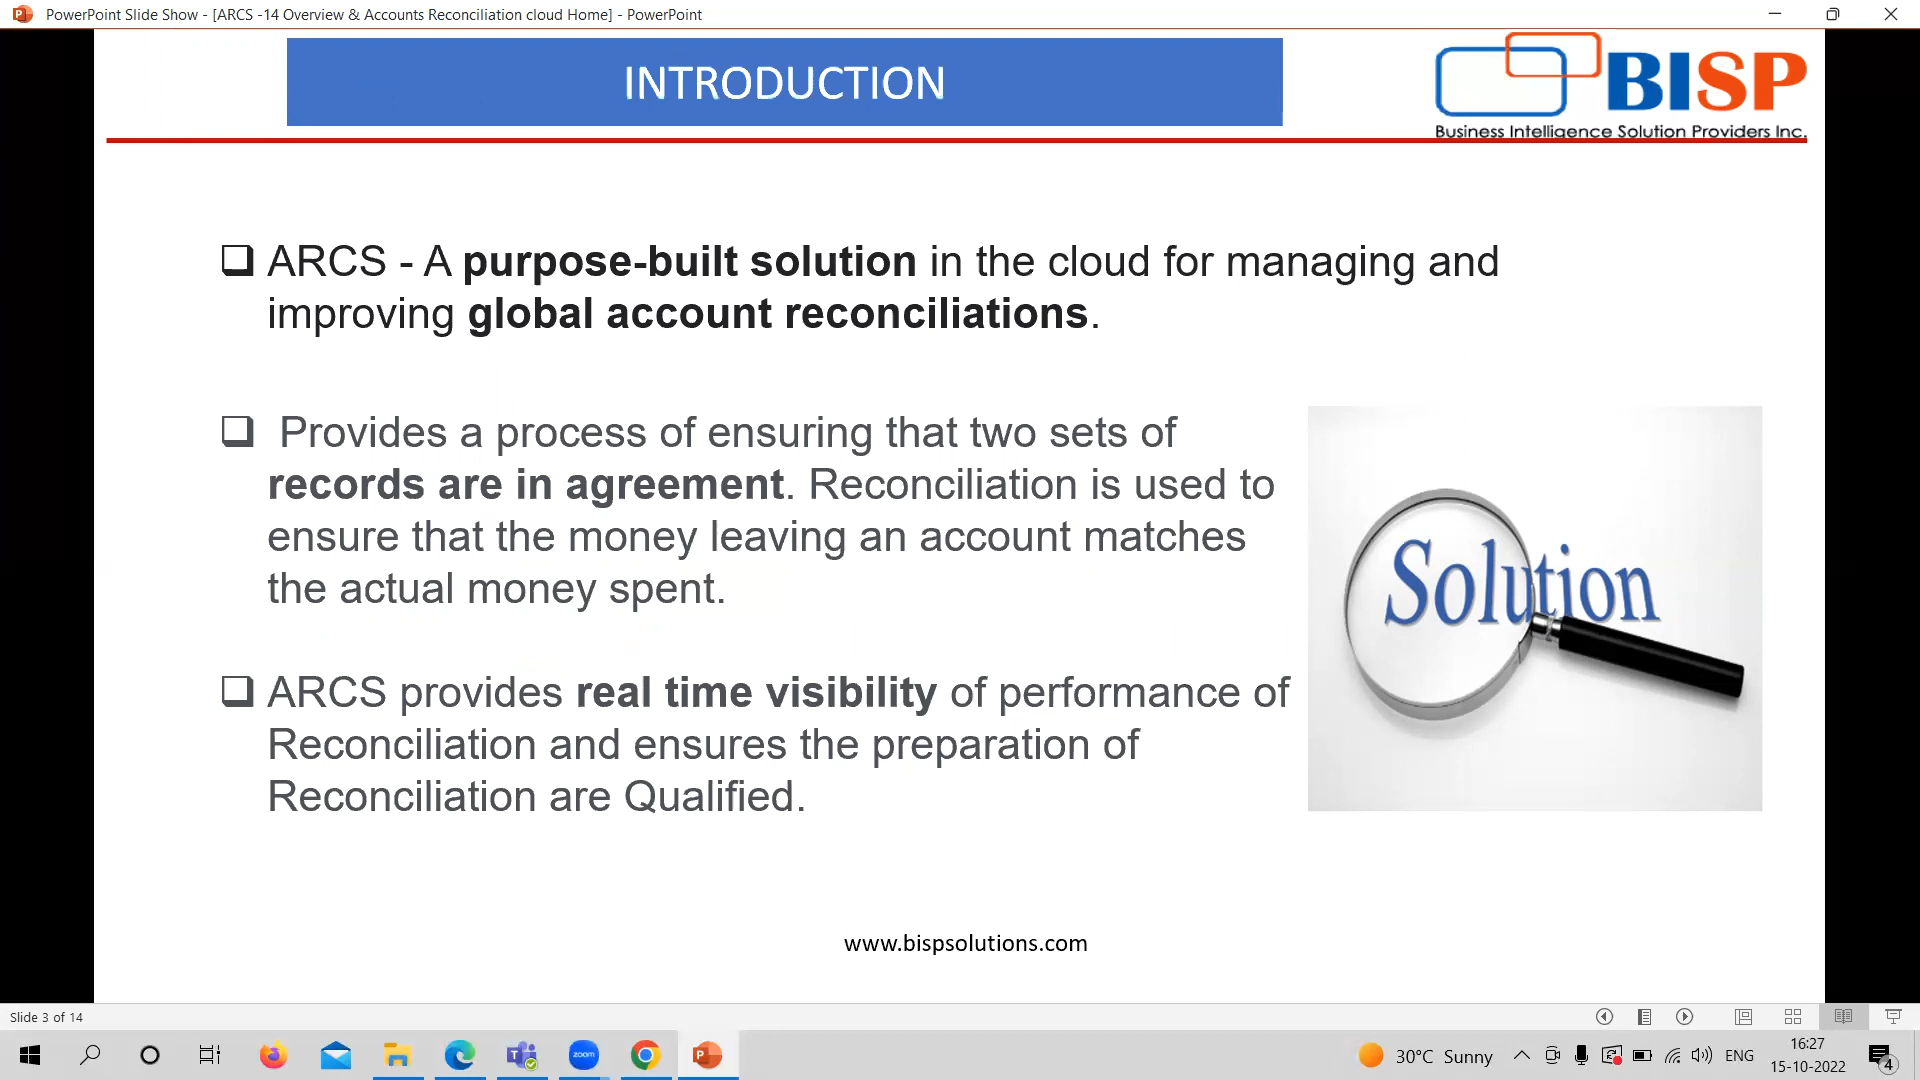 PowerPoint Slide Show - [ARCS -14 Overview & Accounts Reconciliation cloud Home] - PowerPoint
INTRODUCTION
BISP
Business Intelligence Solution Providers Inc.
ARCS - A purpose-built solution in the cloud for managing and
improving global account reconciliations.
Provides a process of ensuring that two sets of
records are in agreement. Reconciliation is used to
ensure that the money leaving an account matches
the actual money spent.
Solution
ARCS provides real time visibility of performance of
Reconciliation and ensures the preparation of
Reconciliation are Qualified.
www.bispsolutions.com
Slide 3 of 14
zoom
30°C Sunny
ENG
16:27
15-10-2022
4